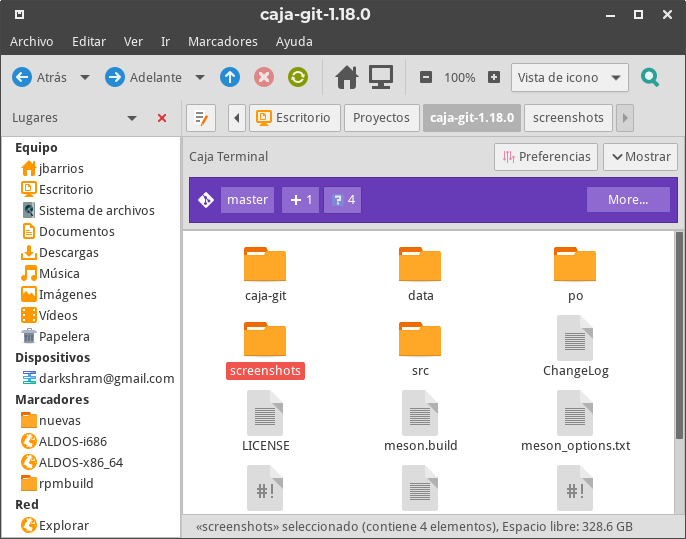 caja-git-1.18.0
Archivo Editar Ver Ir Marcadores Ayuda
Atrás Adelante 100% Vista de icono
Lugares Escritorio Proyectos caja-git-1.18.0 screenshots
Equipo
jbarrios
Escritorio
Sistema de archivos
Documentos
Descargas
Música
Imágenes
Vídeos
Papelera
Dispositivos
darkshram@gmail.com
Marcadores
nuevas
ALDOS-i686
ALDOS-x86_64
rpmbuild
Red
Explorar
Caja Terminal Preferencias Mostrar
master + 1 ? 4 More...
caja-git data po
screenshots src ChangeLog
LICENSE meson.build meson_options.txt
#! #!
«screenshots» seleccionado (contiene 4 elementos), Espacio libre: 328.6 GB